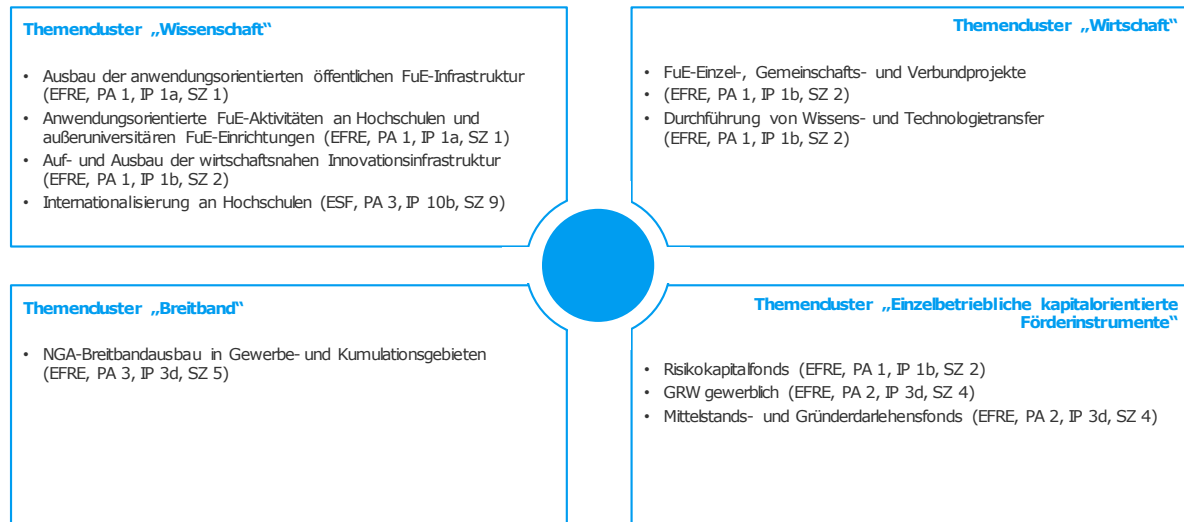 Themencluster „Wissenschaft“
• Ausbau der anwendungsorientierten öffentlichen FuE-Infrastruktur
(EFRE, PA 1, IP 1a, SZ 1)
• Anwendungsorientierte FuE-Aktivitäten an Hochschulen und
außeruniversitären FuE-Einrichtungen (EFRE, PA 1, IP 1a, SZ 1)
• Auf- und Ausbau der wirtschaftsnahen Innovationsinfrastruktur
(EFRE, PA 1, IP 1b, SZ 2)
• Internationalisierung an Hochschulen (ESF, PA 3, IP 10b, SZ 9)
Themencluster „Wirtschaft“
• FuE-Einzel-, Gemeinschafts- und Verbundprojekte
• (EFRE, PA 1, IP 1b, SZ 2)
• Durchführung von Wissens- und Technologietransfer
(EFRE, PA 1, IP 1b, SZ 2)
Themencluster „Breitband“
• NGA-Breitbandausbau in Gewerbe- und Kumulationsgebieten
(EFRE, PA 3, IP 3d, SZ 5)
Themencluster „Einzelbetriebliche kapitalorientierte
Förderinstrumente“
• Risikokapitalfonds (EFRE, PA 1, IP 1b, SZ 2)
• GRW gewerblich (EFRE, PA 2, IP 3d, SZ 4)
• Mittelstands- und Gründerdarlehensfonds (EFRE, PA 2, IP 3d, SZ 4)